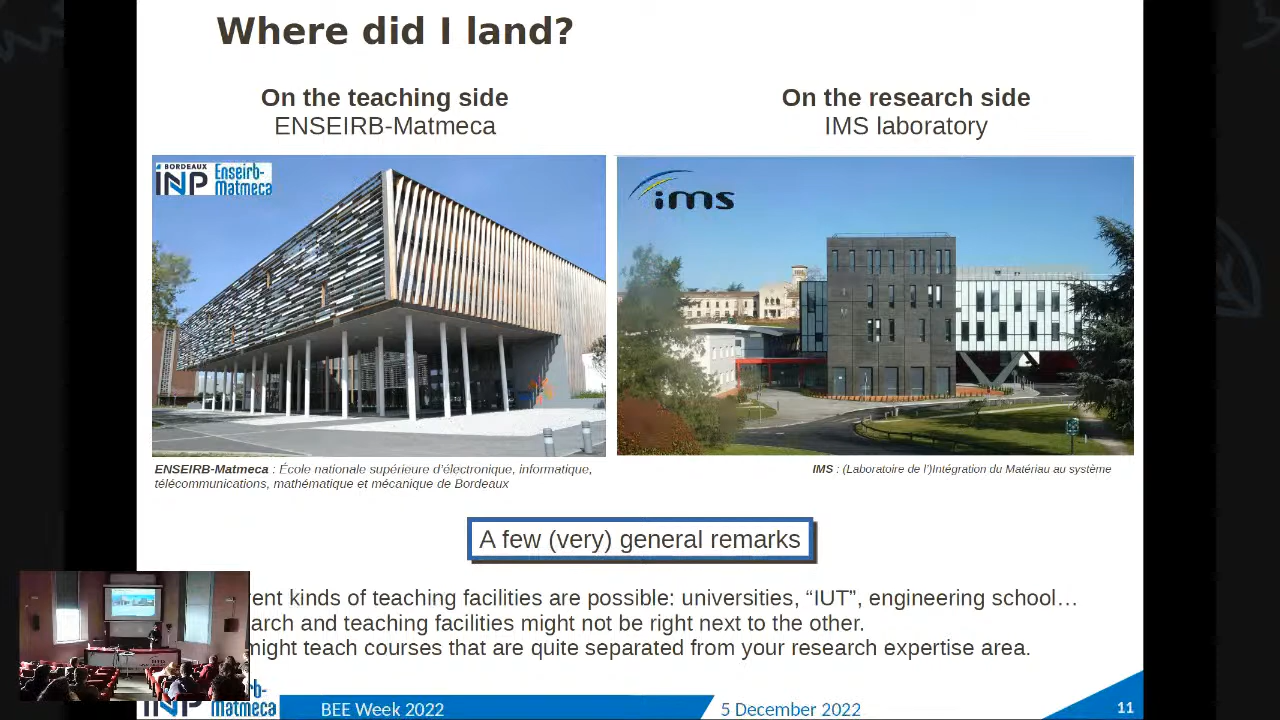 Where did I land?
On the teaching side
ENSEIRB-Matmeca
On the research side
IMS laboratory
BORDEAUX
INP
Enseirb-
Matmeca
ims
ENSEIRB-Matmeca : École nationale supérieure d'électronique, informatique,
télécommunications, mathématique et mécanique de Bordeaux
IMS : (Laboratoire de l')Intégration du Matériau au système
A few (very) general remarks
kinds of teaching facilities are possible: universities, “IUT”, engineering school…
and teaching facilities might not be right next to the other.
might teach courses that are quite separated from your research expertise area.
INP
Matmeca
BEE Week 2022
5 December 2022
11